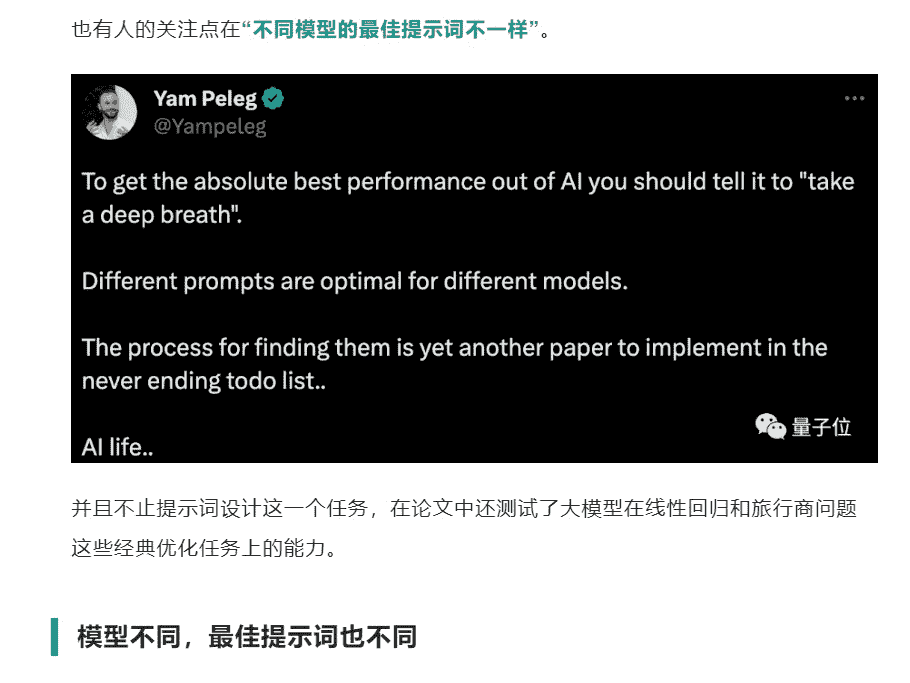 也有人的关注点在“不同模型的最佳提示词不一样”。
Yam Peleg
@Yampeleg
To get the absolute best performance out of AI you should tell it to "take
a deep breath".
Different prompts are optimal for different models.
The process for finding them is yet another paper to implement in the
never ending todo list..
AI life..
量子位
并且不止提示词设计这一个任务，在论文中还测试了大模型在线性回归和旅行商问题
这些经典优化任务上的能力。
模型不同，最佳提示词也不同